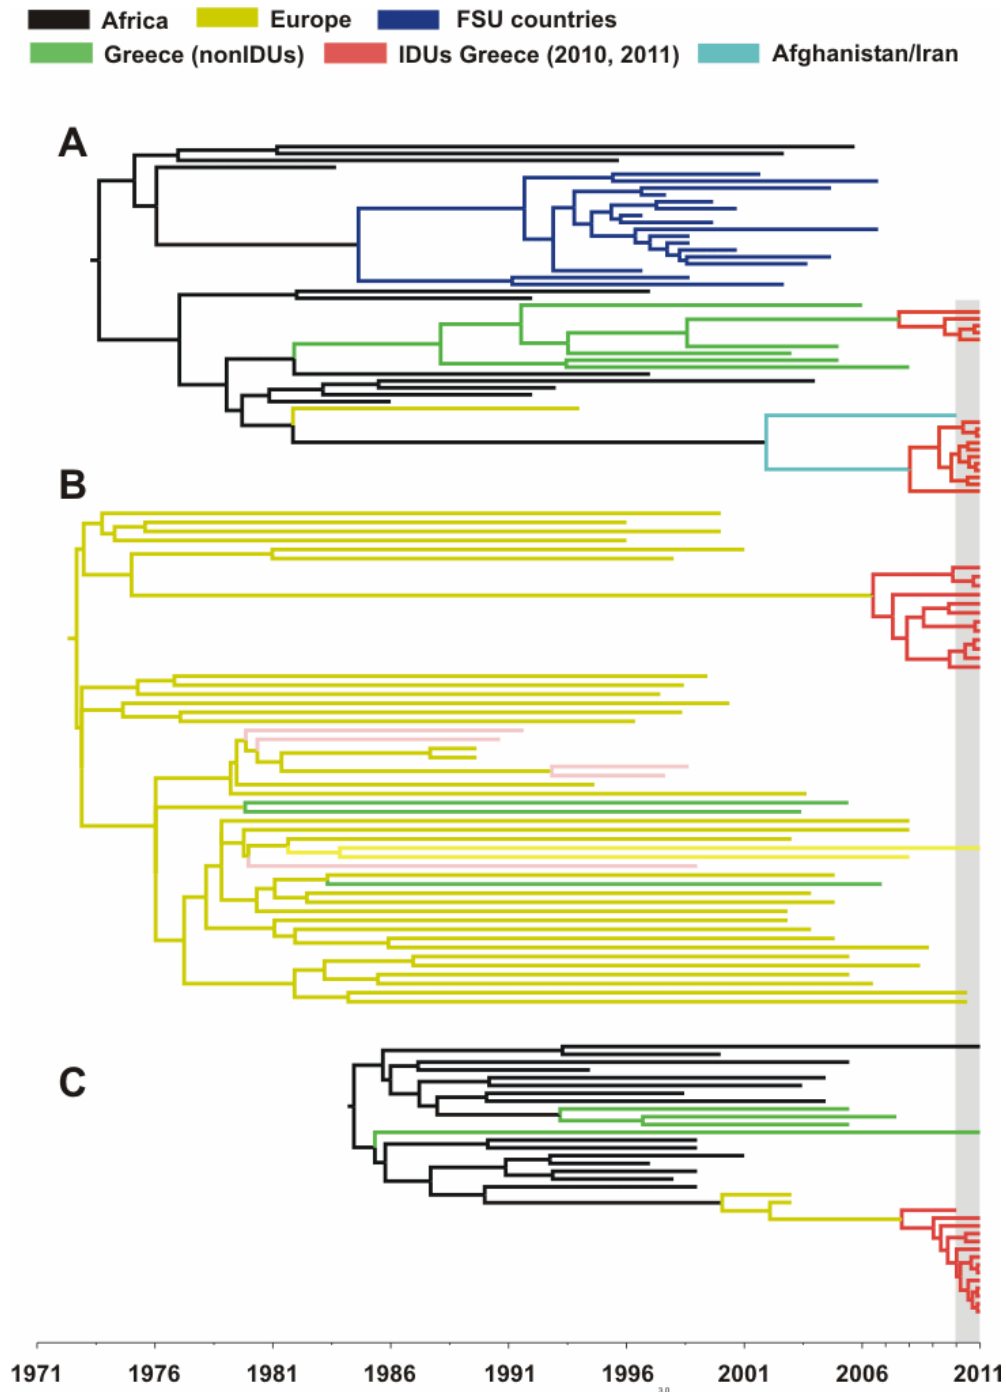 Africa Europe FSU countries
Greece (nonIDUs) IDUs Greece (2010, 2011) Afghanistan/Iran
A
B
C
1971 1976 1981 1986 1991 1996 2001 2006 2011